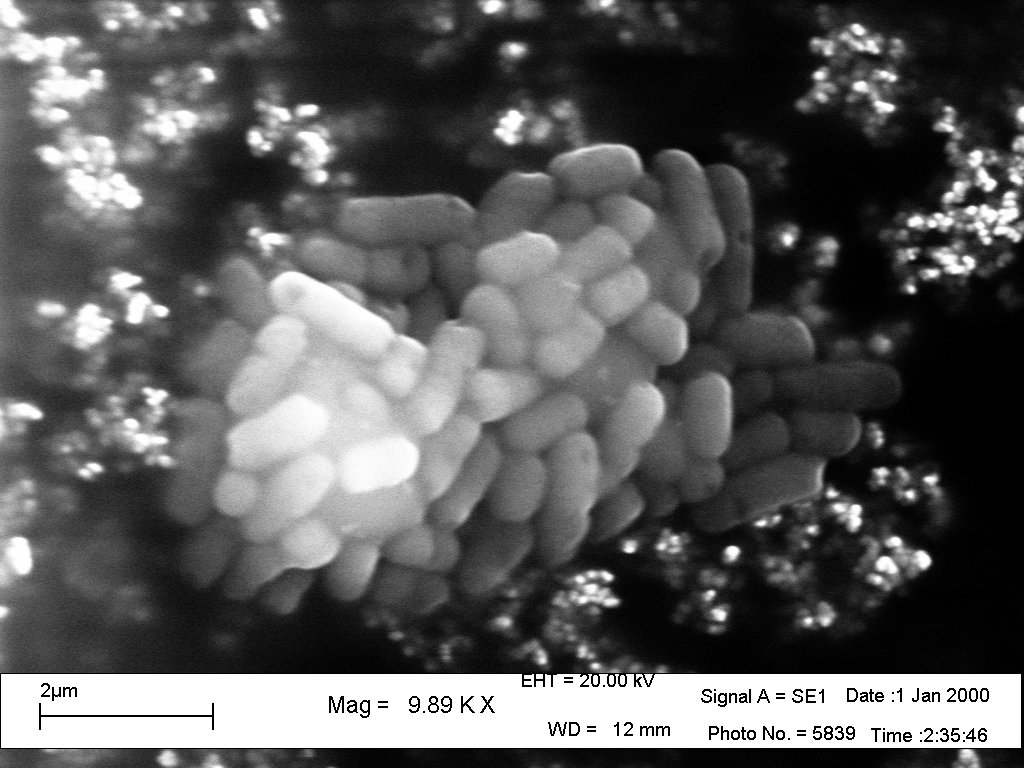 2µm
Mag = 9.89 K X
EHT = 20.00 kV
WD = 12 mm
Signal A = SE1
Photo No. = 5839
Date :1 Jan 2000
Time :2:35:46